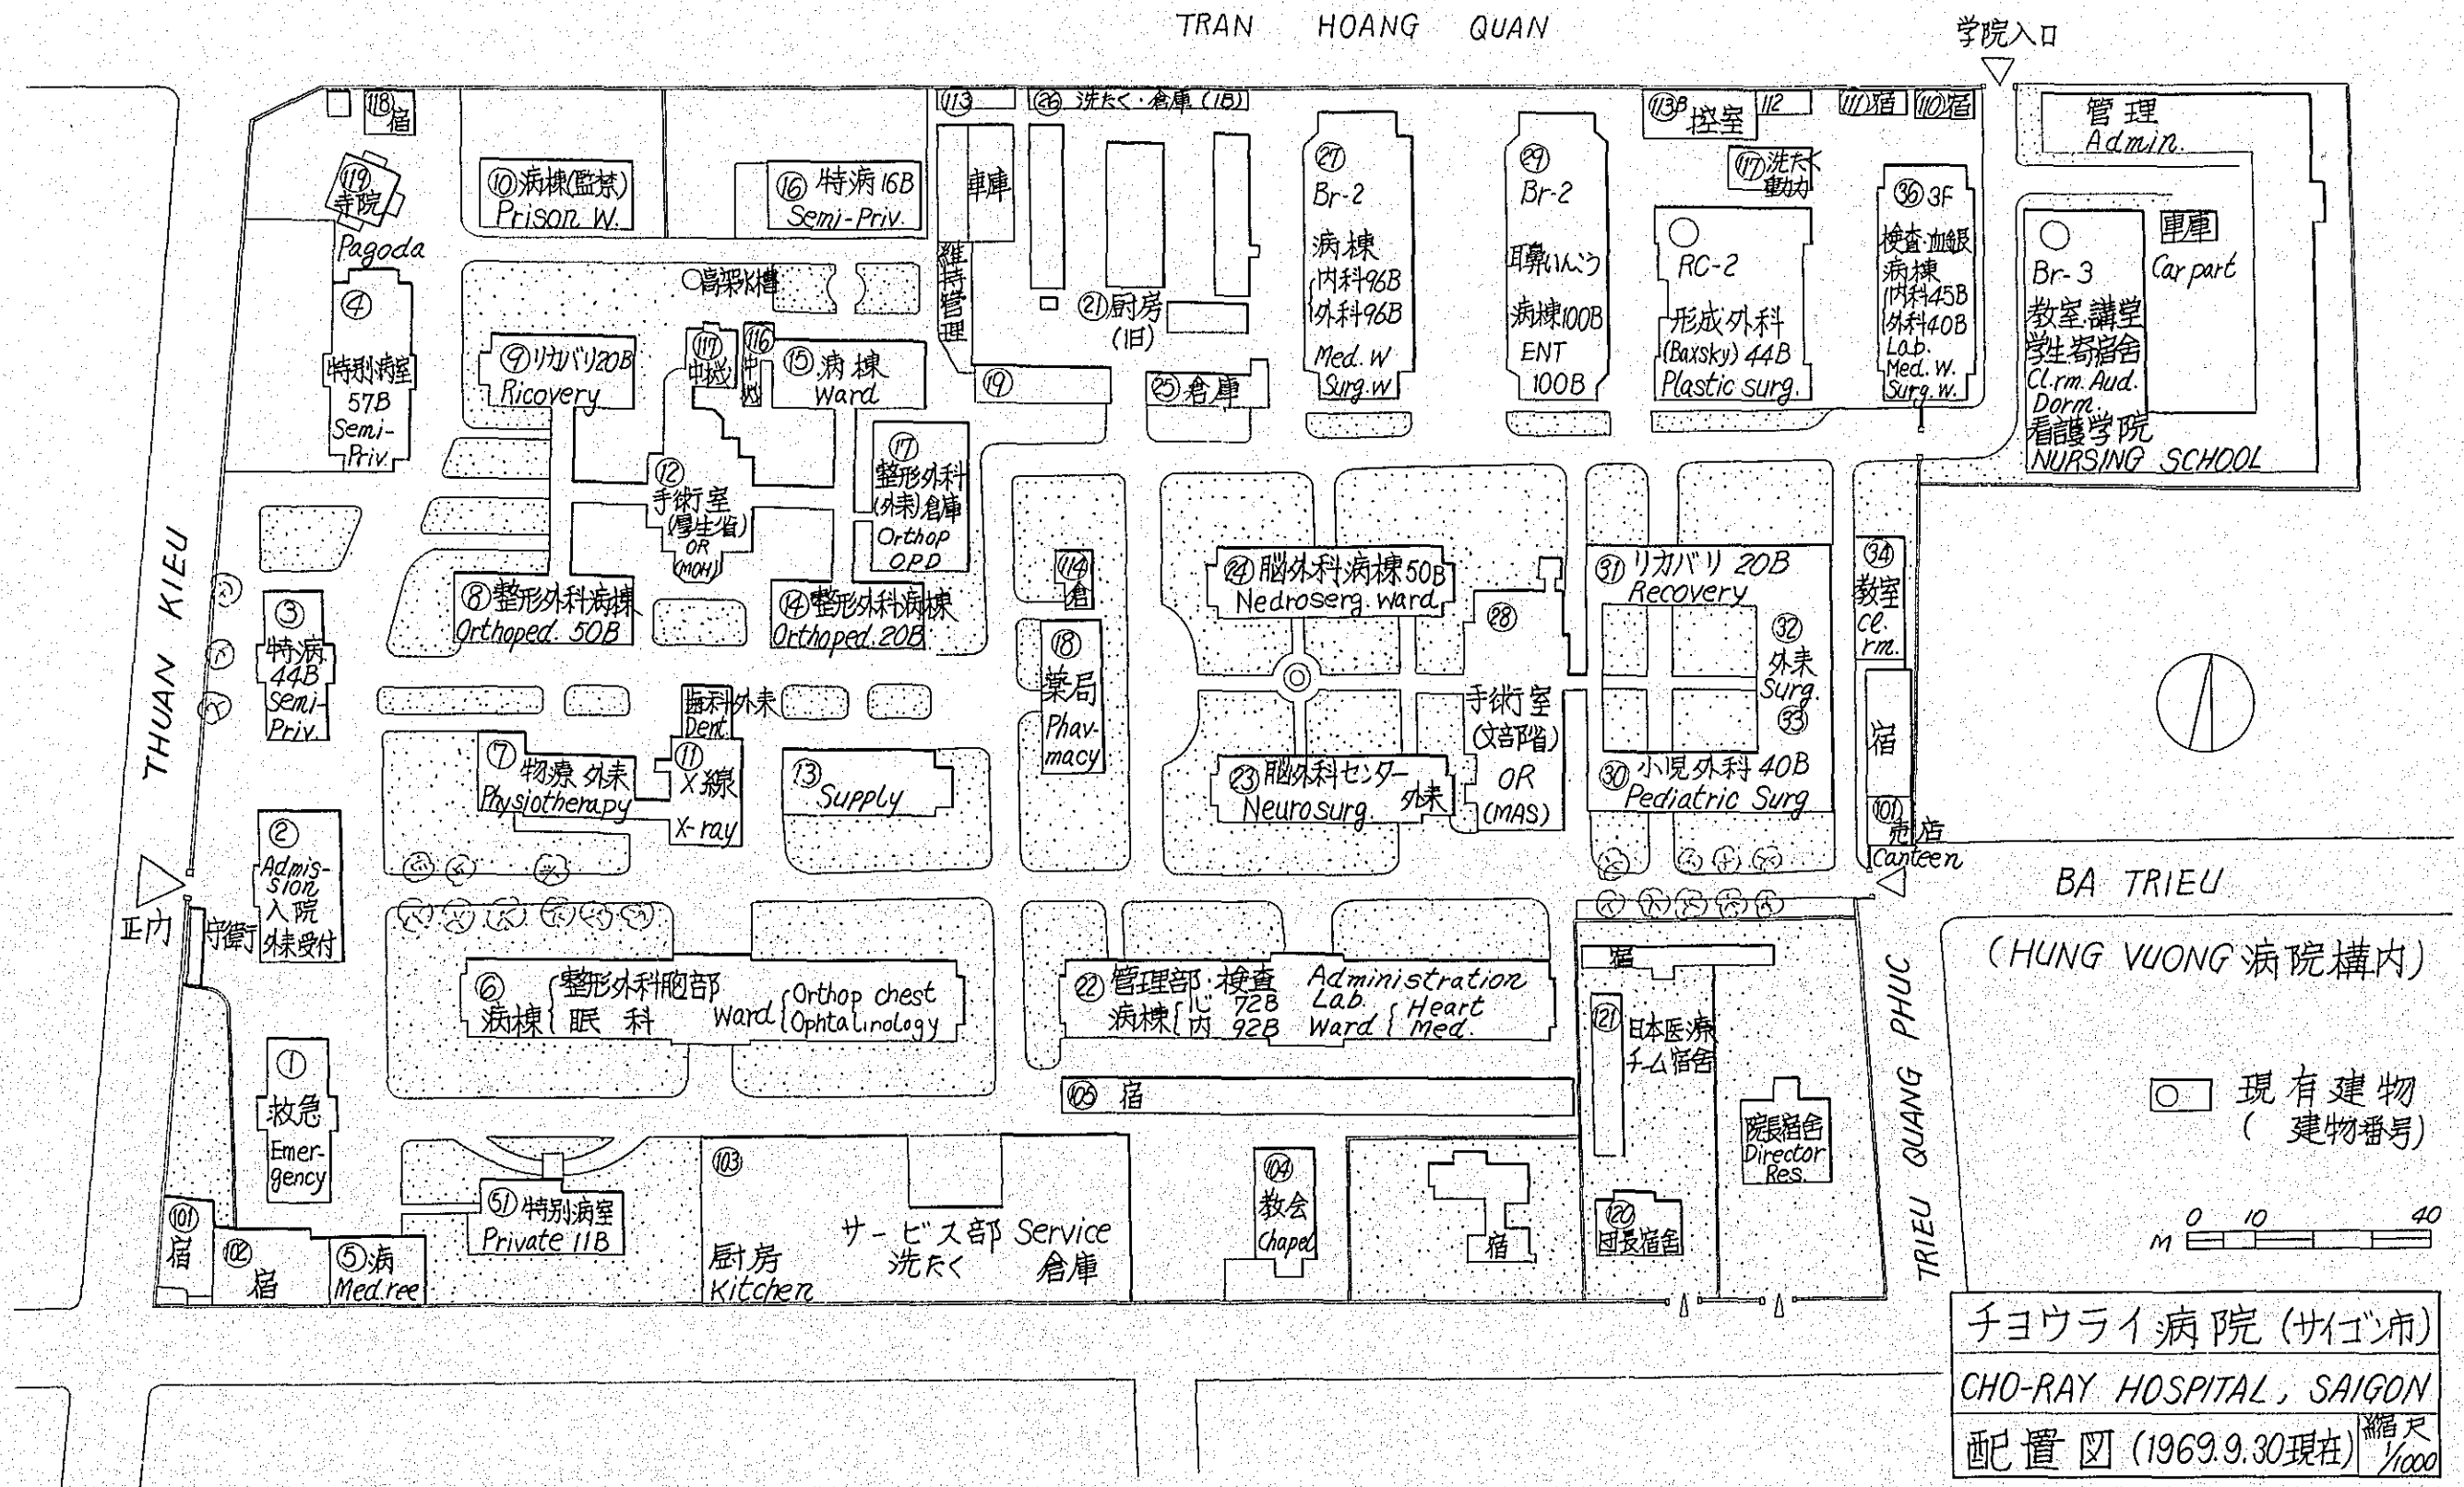 TRAN HOANG QUAN
学院入口
118
宿
119
寺院
Pagoda
10 病棟(監禁)
Prison W.
16 特病 16B
Semi-Priv.
113
26 洗たく・倉庫 (1B)
車庫
維持管理
21 厨房
(旧)
19
25 倉庫
27
Br-2
病棟
内科96B
外科96B
Med. W
Surg. W
29
Br-2
耳鼻いんこう
病棟100B
ENT
100B
113B
控室
112
111 宿
110 宿
117 洗たく
動力
RC-2
形成外科
(Baxsky) 44B
Plastic surg.
36 3F
検査・血銀
病棟
内科45B
外科40B
Lab.
Med. W.
Surg. W.
管理
Admin.
車庫
Car part
Br-3
教室.講堂
学生寄宿舎
Cl.rm. Aud.
Dorm.
看護学院
NURSING SCHOOL
4
特別病室
57B
Semi-
Priv.
高架水槽
9 リカバリ20B
Ricovery
117
中機
116
15 病棟
Ward
12
手術室
(厚生省)
OR
(MOH)
17
整形外科
(外来)倉庫
Orthop
OPD
8 整形外科病棟
Orthoped. 50B
14 整形外科病棟
Orthoped. 20B
THUAN KIEU
3
特病
44B
Semi-
Priv.
114
倉
18
薬局
Phav-
macy
24 脳外科病棟50B
Nedroserg. ward
28
手術室
(文部省)
OR
(MAS)
31 リカバリ 20B
Recovery
32
外来
Surg.
33
30 小児外科 40B
Pediatric Surg
34
教室
cl.
rm.
宿
101
売店
Canteen
歯科外来
Dent.
7 物療外来
Physiotherapy
11
X線
X-ray
13
Supply
23 脳外科センター
外来
Neurosurg.
2
Admis-
sion
入院
外来受付
正門
守衛
BA TRIEU
(HUNG VUONG 病院構内)
6 整形外科胸部
病棟 眼科
Ward Orthop chest
Ophtalinology
22 管理部・検査 Administration
病棟 心 72B Lab.
内 92B Ward Heart
Med.
宿
121
日本医療
チーム宿舎
TRIEU QUANG PHUC
1
救急
Emer-
gency
105 宿
現有建物
(建物番号)
院長宿舎
Director
Res.
51 特別病室
Private 11B
103
サービス部 Service
洗たく 倉庫
厨房
Kitchen
104
教会
Chapel
宿
120
団長宿舎
101
宿
102
宿
5 病
Med.ree
0 10 40
M
チョウライ病院 (サイゴン市)
CHO-RAY HOSPITAL, SAIGON
配置図 (1969.9.30現在) 縮尺
1/1000